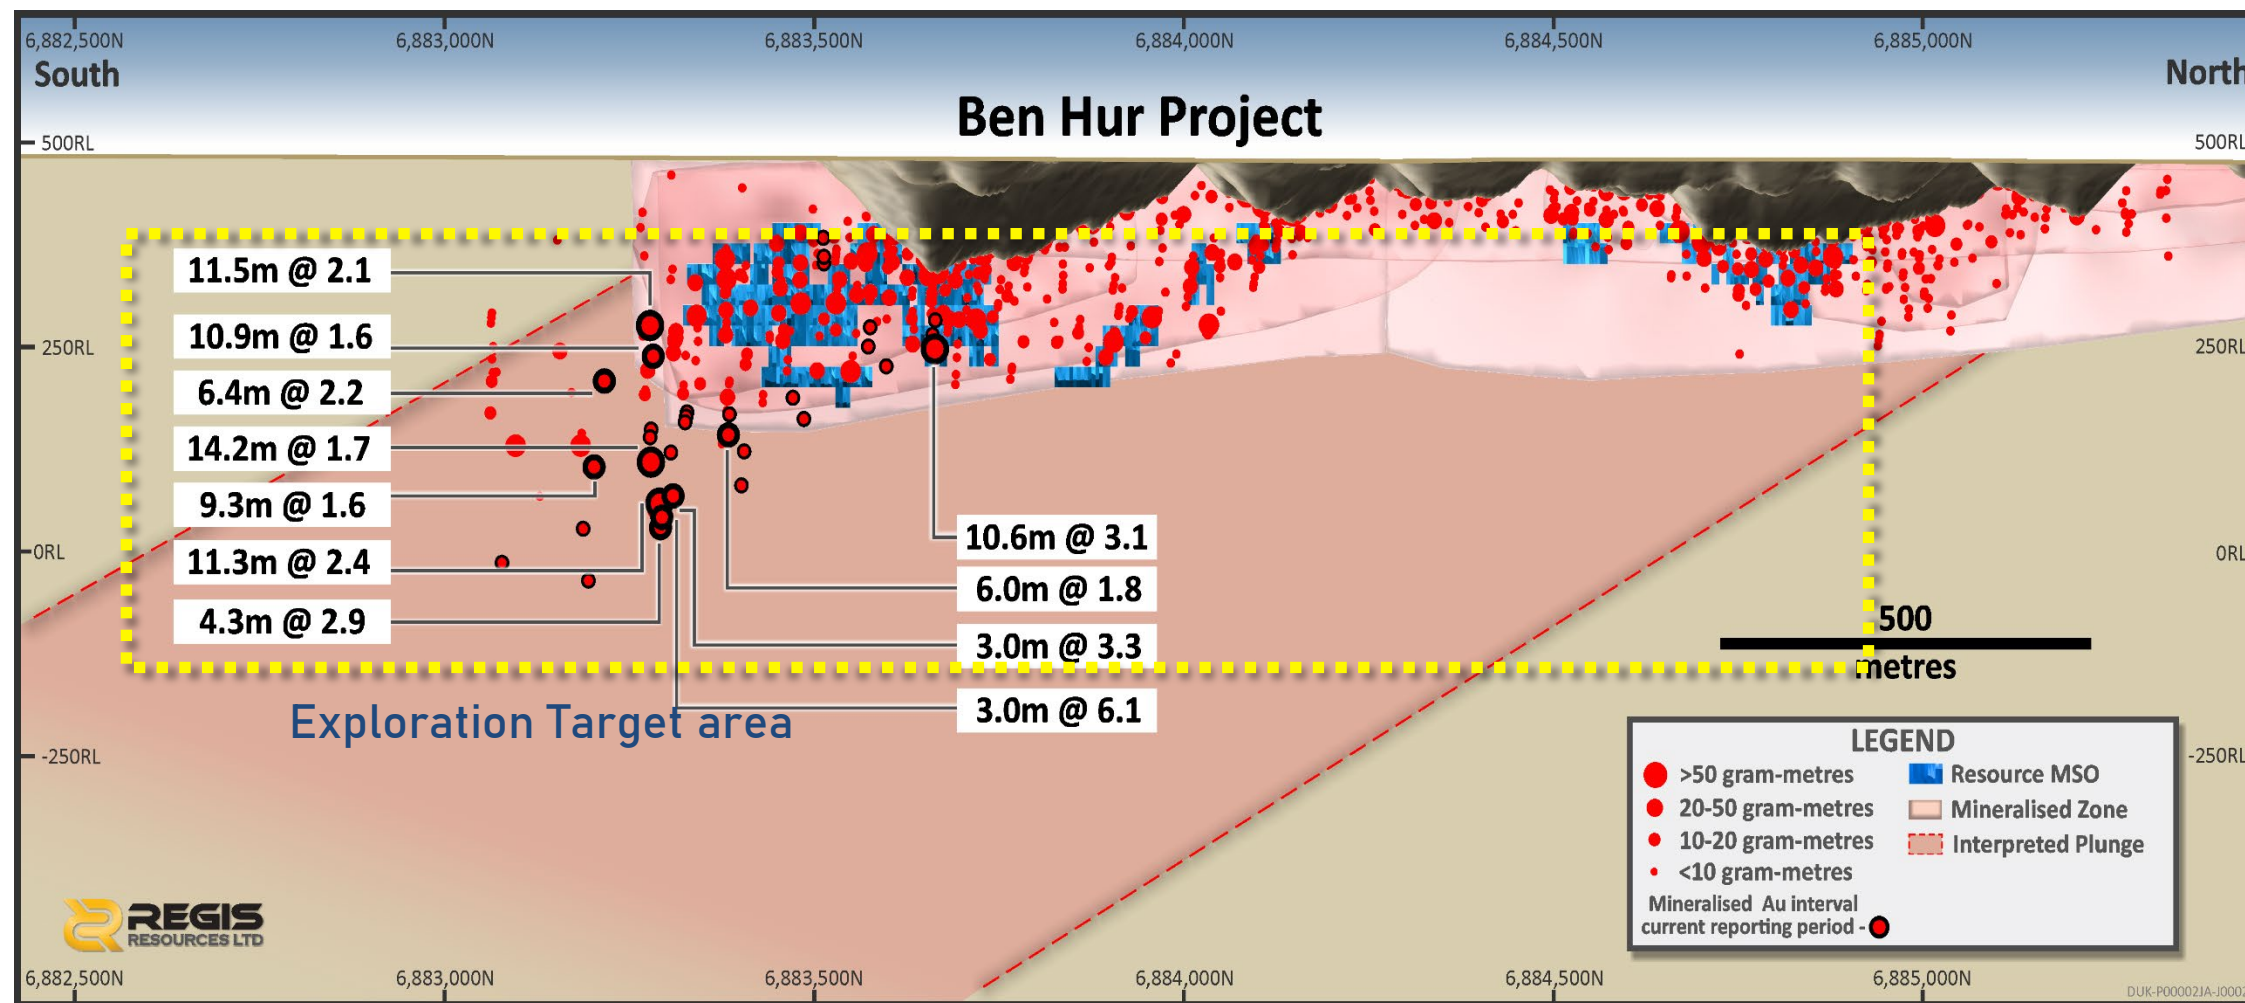 6,882,500N
6,883,000N
6,883,500N
6,884,000N
6,884,500N
6,885,000N
South
North
Ben Hur Project
500RL
500RL
11.5m @ 2.1
10.9m @ 1.6
250RL
250RL
6.4m @ 2.2
14.2m @ 1.7
9.3m @ 1.6
10.6m @ 3.1
0RL
0RL
11.3m @ 2.4
6.0m @ 1.8
4.3m @ 2.9
500
metres
3.0m @ 3.3
3.0m @ 6.1
Exploration Target area
-250RL
-250RL
LEGEND
>50 gram-metres
Resource MSO
20-50 gram-metres
Mineralised Zone
10-20 gram-metres
Interpreted Plunge
<10 gram-metres
Mineralised Au interval
current reporting period -
REGIS
RESOURCES LTD
6,882,500N
6,883,000N
6,883,500N
6,884,000N
6,884,500N
6,885,000N